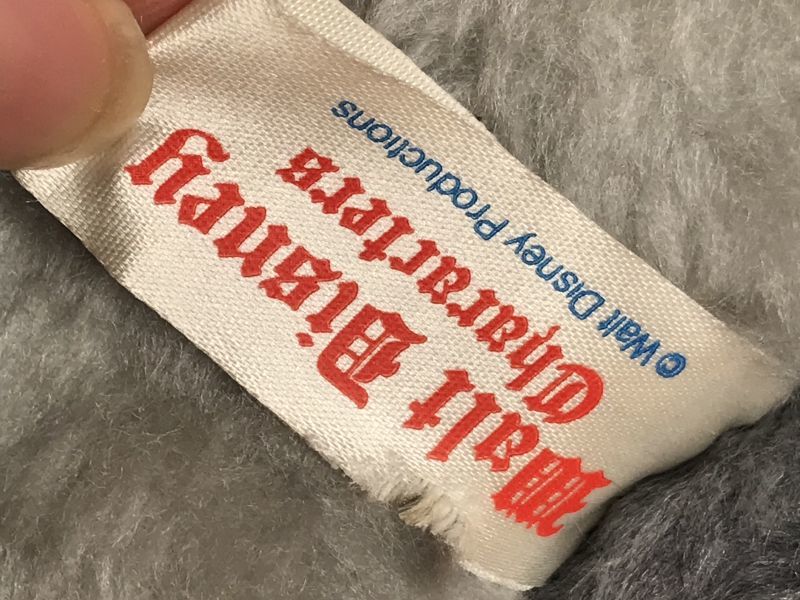 Walt Disney
Characters
© Walt Disney Productions